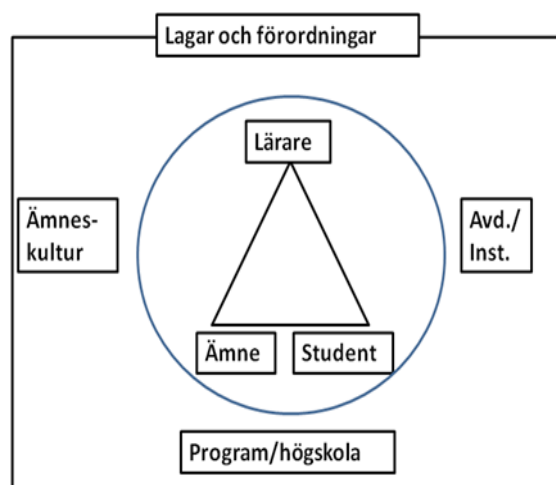 Lagar och förordningar
Lärare
Ämnes-
kultur
Avd./
Inst.
Ämne
Student
Program/högskola